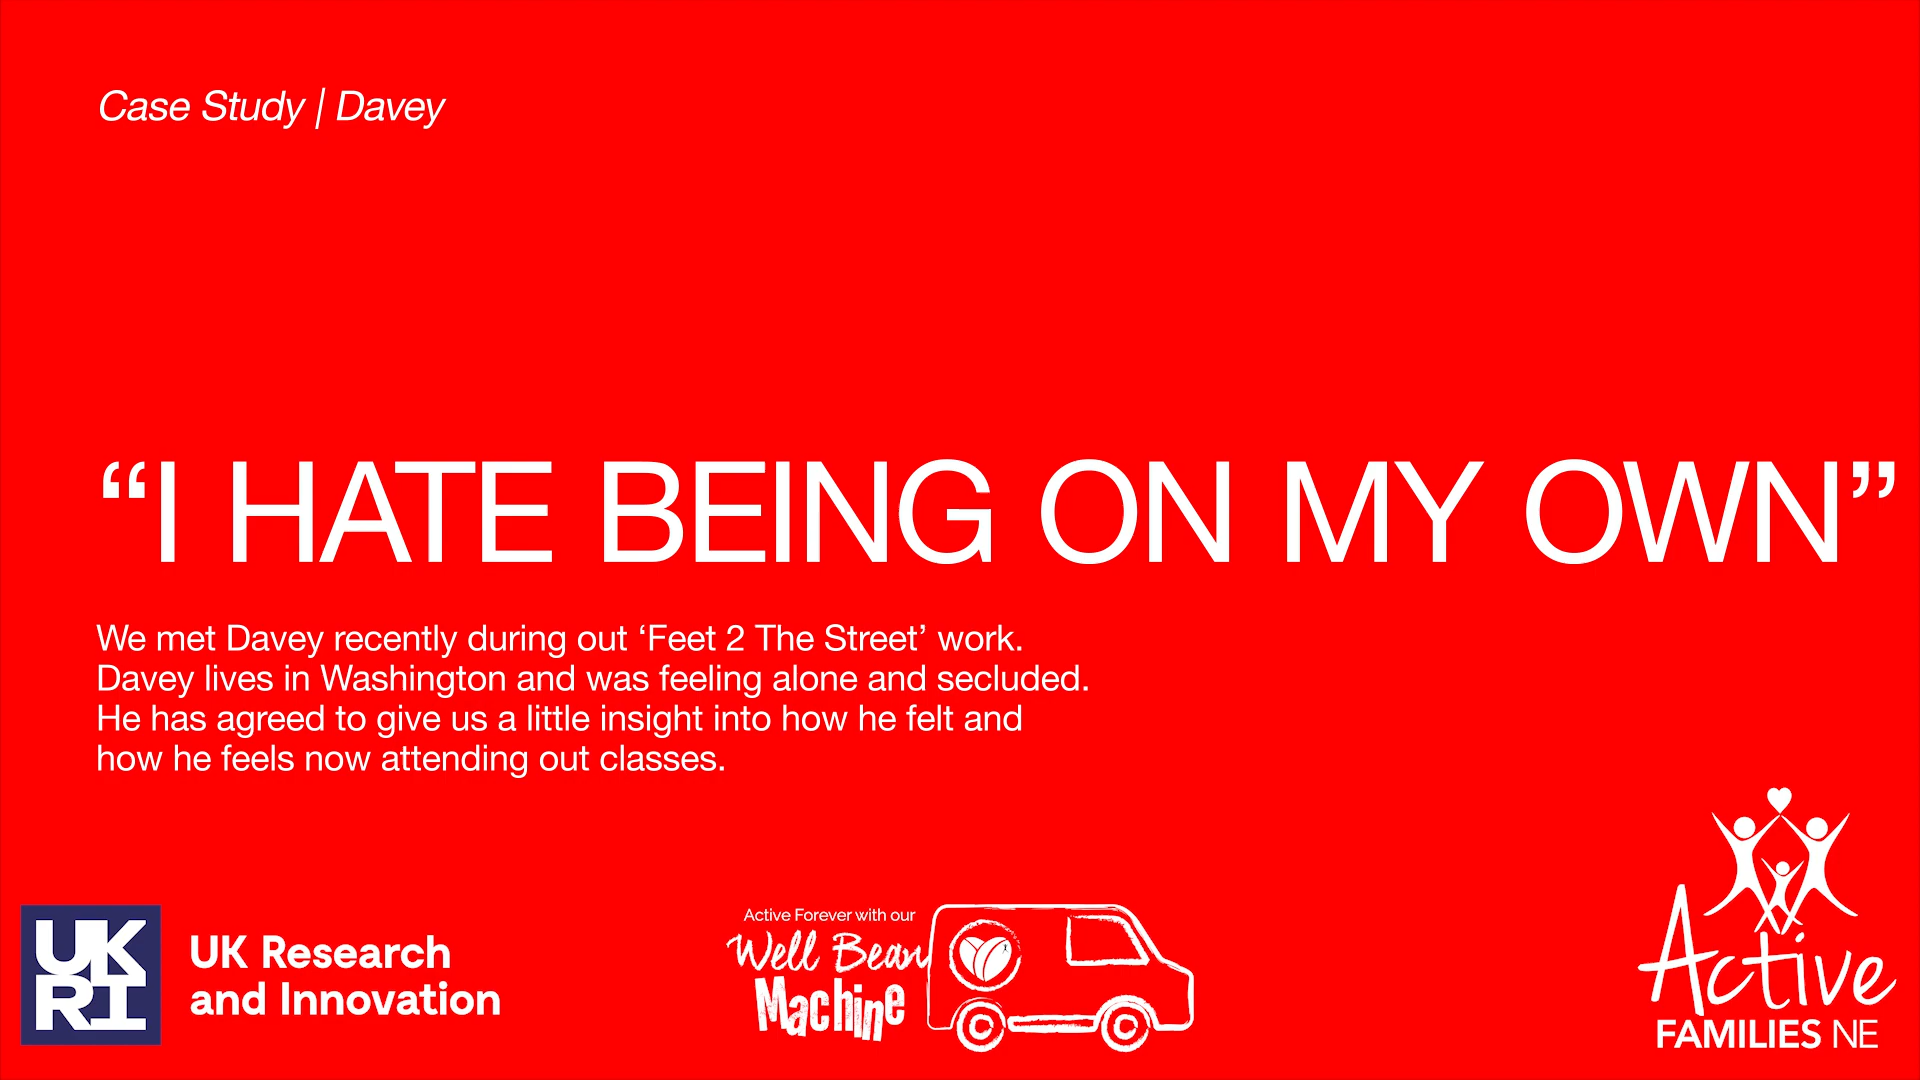 Case Study | Davey
“I HATE BEING ON MY OWN”
We met Davey recently during out ‘Feet 2 The Street’ work.
Davey lives in Washington and was feeling alone and secluded.
He has agreed to give us a little insight into how he felt and
how he feels now attending out classes.
UK
RI
UK Research
and Innovation
Active Forever with our
Well Bean
Machine
Active
FAMILIES NE